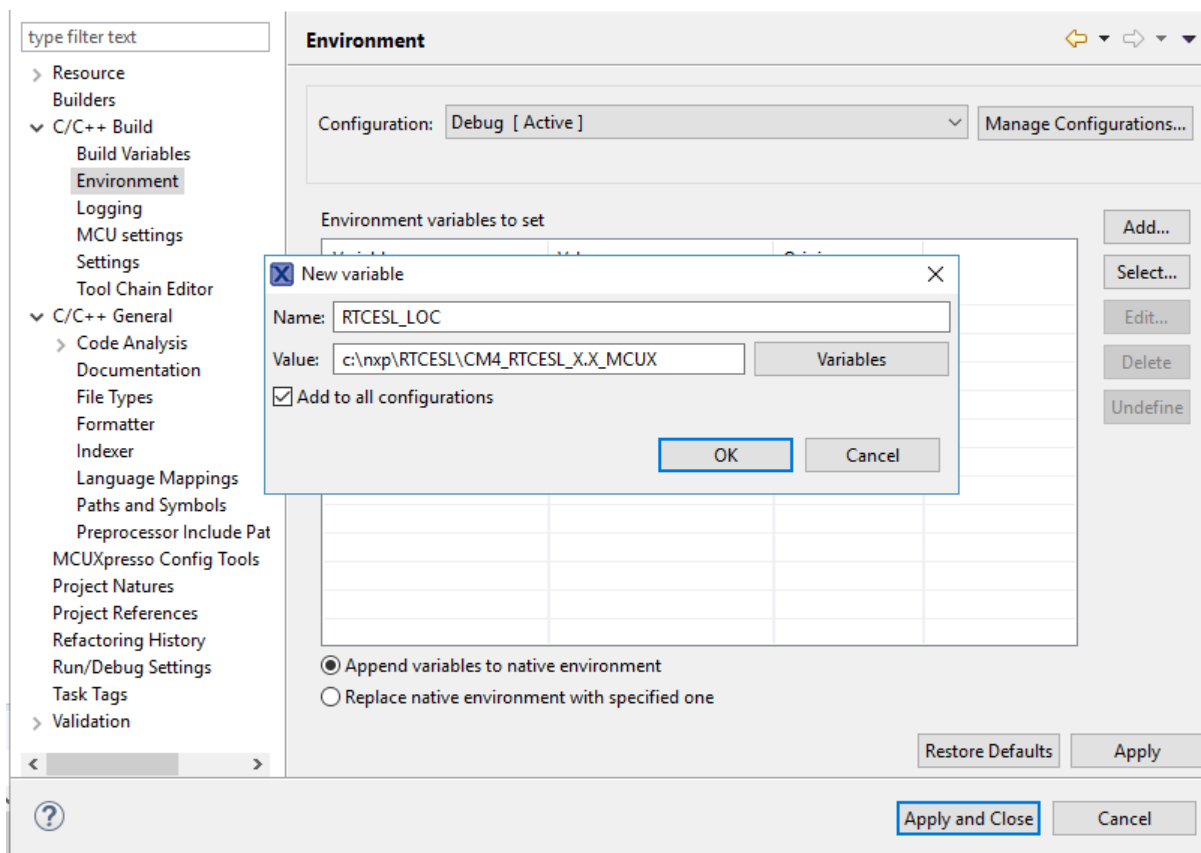 type filter text
Resource
Builders
C/C++ Build
Build Variables
Environment
Logging
MCU settings
Settings
Tool Chain Editor
C/C++ General
Code Analysis
Documentation
File Types
Formatter
Indexer
Language Mappings
Paths and Symbols
Preprocessor Include Pat
MCUXpresso Config Tools
Project Natures
Project References
Refactoring History
Run/Debug Settings
Task Tags
Validation
Environment
Configuration: Debug [ Active ] Manage Configurations...
Environment variables to set
Add...
Select...
Edit...
Delete
Undefine
New variable
Name: RTCESL_LOC
Value: c:\nxp\RTCESL\CM4_RTCESL_X.X_MCUX Variables
Add to all configurations
OK Cancel
Append variables to native environment
Replace native environment with specified one
Restore Defaults Apply
Apply and Close Cancel